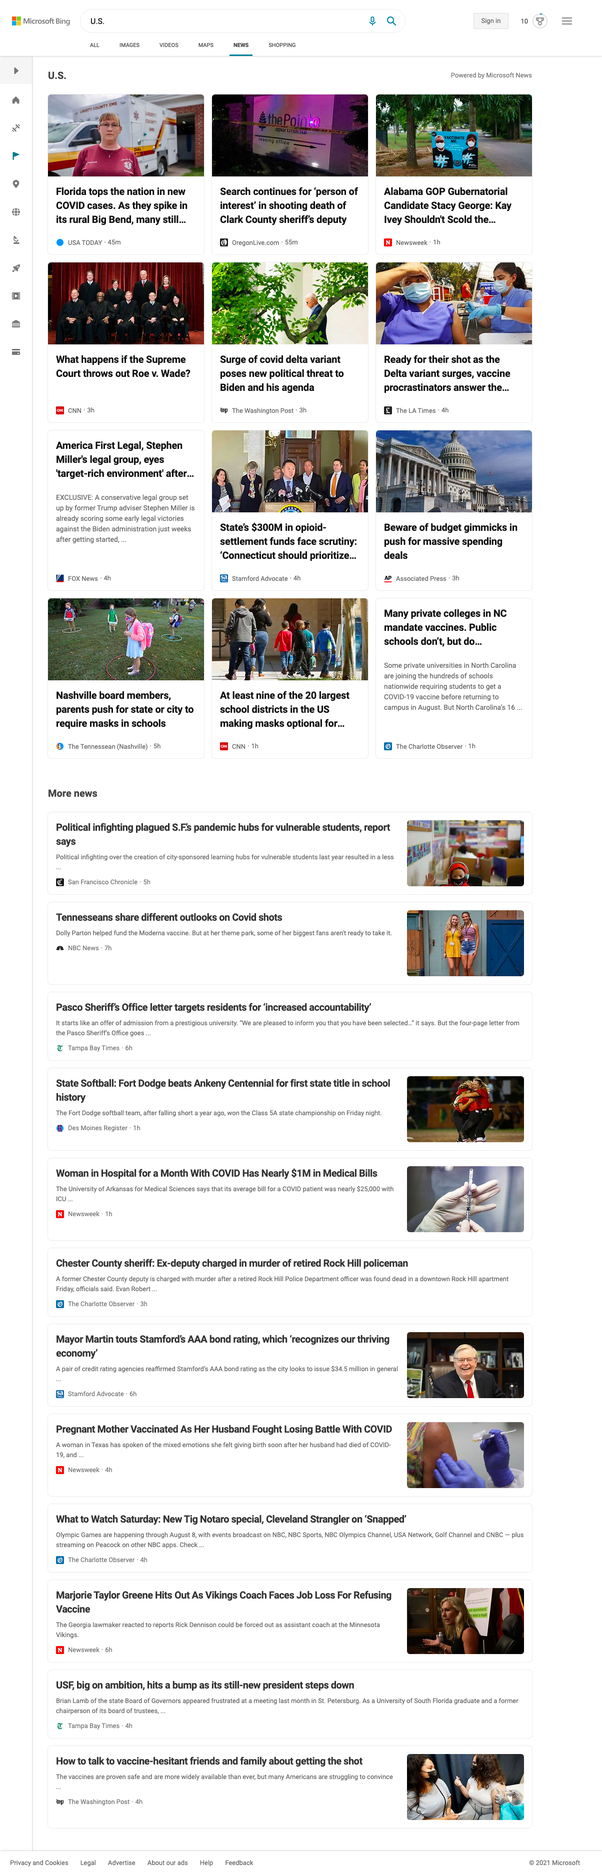 Microsoft Bing
U.S.
Sign in
10
ALL IMAGES VIDEOS MAPS NEWS SHOPPING
U.S.
Powered by Microsoft News
Florida tops the nation in new
COVID cases. As they spike in
its rural Big Bend, many still...
USA TODAY · 45m
the Pointe
Search continues for 'person of
interest' in shooting death of
Clark County sheriff's deputy
OregonLive.com · 55m
Alabama GOP Gubernatorial
Candidate Stacy George: Kay
Ivey Shouldn't Scold the...
Newsweek · 1h
What happens if the Supreme
Court throws out Roe v. Wade?
CNN · 3h
Surge of covid delta variant
poses new political threat to
Biden and his agenda
The Washington Post · 3h
Ready for their shot as the
Delta variant surges, vaccine
procrastinators answer the...
The LA Times · 4h
America First Legal, Stephen
Miller's legal group, eyes
'target-rich environment' after...
EXCLUSIVE: A conservative legal group set
up by former Trump adviser Stephen Miller is
already scoring some early legal victories
against the Biden administration just weeks
after getting started, ...
FOX News · 4h
State's $300M in opioid-
settlement funds face scrutiny:
'Connecticut should prioritize...
Stamford Advocate · 4h
Beware of budget gimmicks in
push for massive spending
deals
AP Associated Press · 3h
Nashville board members,
parents push for state or city to
require masks in schools
The Tennessean (Nashville) · 5h
At least nine of the 20 largest
school districts in the US
making masks optional for...
CNN · 1h
Many private colleges in NC
mandate vaccines. Public
schools don't, but do...
Some private universities in North Carolina
are joining the hundreds of schools
nationwide requiring students to get a
COVID-19 vaccine before returning to
campus in August. But North Carolina's 16 ...
The Charlotte Observer · 1h
More news
Political infighting plagued S.F.'s pandemic hubs for vulnerable students, report
says
Political infighting over the creation of city-sponsored learning hubs for vulnerable students last year resulted in a less
...
San Francisco Chronicle · 5h
Tennesseans share different outlooks on Covid shots
Dolly Parton helped fund the Moderna vaccine. But at her theme park, some of her biggest fans aren't ready to take it.
NBC News · 7h
Pasco Sheriff's Office letter targets residents for 'increased accountability'
It starts like an offer of admission from a prestigious university. "We are pleased to inform you that you have been selected…" it says. But the four-page letter from
the Pasco Sheriff's Office goes ...
Tampa Bay Times · 6h
State Softball: Fort Dodge beats Ankeny Centennial for first state title in school
history
The Fort Dodge softball team, after falling short a year ago, won the Class 5A state championship on Friday night.
Des Moines Register · 1h
Woman in Hospital for a Month With COVID Has Nearly $1M in Medical Bills
The University of Arkansas for Medical Sciences says that its average bill for a COVID patient was nearly $25,000 with
ICU ...
Newsweek · 1h
Chester County sheriff: Ex-deputy charged in murder of retired Rock Hill policeman
A former Chester County deputy is charged with murder after a retired Rock Hill Police Department officer was found dead in a downtown Rock Hill apartment
Friday, officials said. Evan Robert ...
The Charlotte Observer · 3h
Mayor Martin touts Stamford's AAA bond rating, which 'recognizes our thriving
economy'
A pair of credit rating agencies reaffirmed Stamford's AAA bond rating as the city looks to issue $34.5 million in general
...
Stamford Advocate · 6h
Pregnant Mother Vaccinated As Her Husband Fought Losing Battle With COVID
A woman in Texas has spoken of the mixed emotions she felt giving birth soon after her husband had died of COVID-
19, and ...
Newsweek · 4h
What to Watch Saturday: New Tig Notaro special, Cleveland Strangler on 'Snapped'
Olympic Games are happening through August 8, with events broadcast on NBC, NBC Sports, NBC Olympics Channel, USA Network, Golf Channel and CNBC — plus
streaming on Peacock on other NBC apps. Check ...
The Charlotte Observer · 4h
Marjorie Taylor Greene Hits Out As Vikings Coach Faces Job Loss For Refusing
Vaccine
The Georgia lawmaker reacted to reports Rick Dennison could be forced out as assistant coach at the Minnesota
Vikings.
Newsweek · 6h
USF, big on ambition, hits a bump as its still-new president steps down
Brian Lamb of the state Board of Governors appeared frustrated at a meeting last month in St. Petersburg. As a University of South Florida graduate and a former
chairperson of its board of trustees, ...
Tampa Bay Times · 4h
How to talk to vaccine-hesitant friends and family about getting the shot
The vaccines are proven safe and are more widely available than ever, but many Americans are struggling to convince
...
The Washington Post · 4h
Privacy and Cookies Legal Advertise About our ads Help Feedback
© 2021 Microsoft